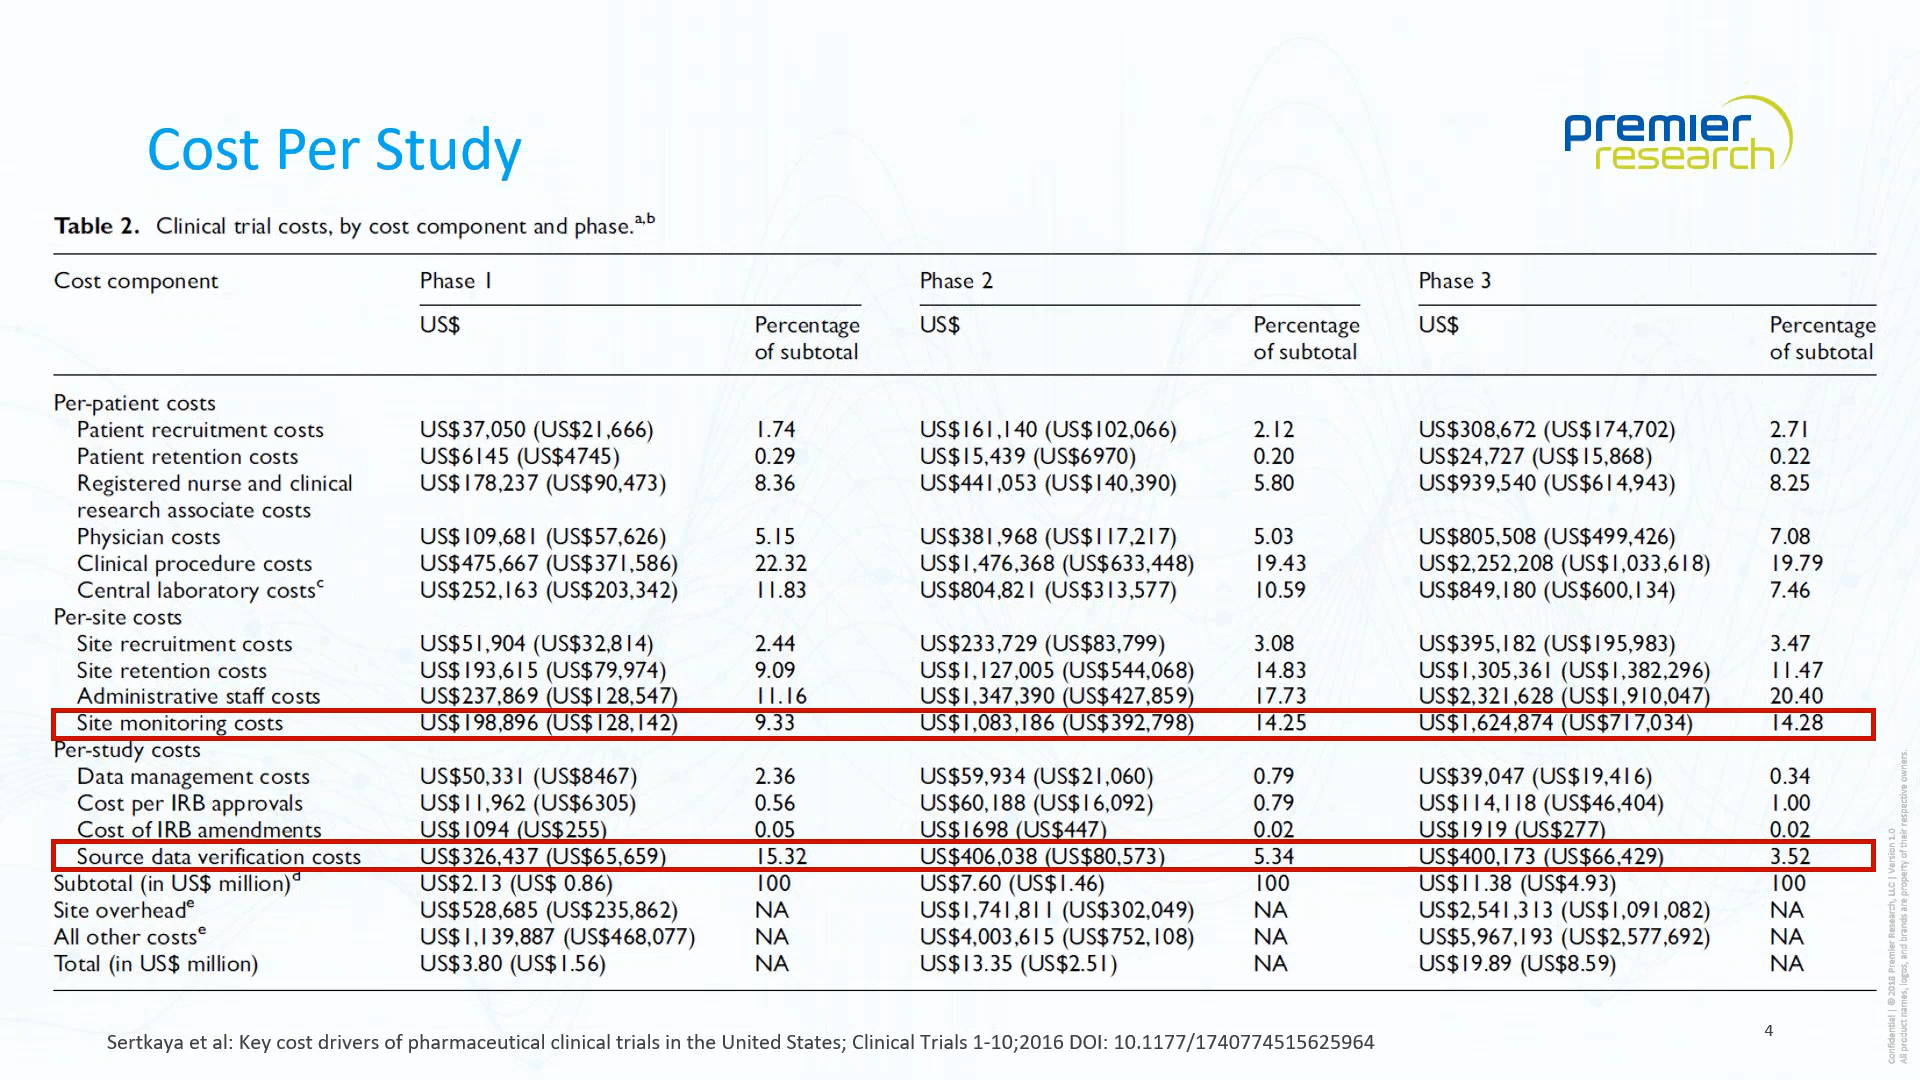 Cost Per Study
premier
research
Table 2. Clinical trial costs, by cost component and phase.a,b
Cost component Phase 1 Phase 2 Phase 3
US$ Percentage of subtotal US$ Percentage of subtotal US$ Percentage of subtotal
Per-patient costs
Patient recruitment costs US$37,050 (US$21,666) 1.74 US$161,140 (US$102,066) 2.12 US$308,672 (US$174,702) 2.71
Patient retention costs US$6145 (US$4745) 0.29 US$15,439 (US$6970) 0.20 US$24,727 (US$15,868) 0.22
Registered nurse and clinical US$178,237 (US$90,473) 8.36 US$441,053 (US$140,390) 5.80 US$939,540 (US$614,943) 8.25
research associate costs
Physician costs US$109,681 (US$57,626) 5.15 US$381,968 (US$117,217) 5.03 US$805,508 (US$499,426) 7.08
Clinical procedure costs US$475,667 (US$371,586) 22.32 US$1,476,368 (US$633,448) 19.43 US$2,252,208 (US$1,033,618) 19.79
Central laboratory costsc US$252,163 (US$203,342) 11.83 US$804,821 (US$313,577) 10.59 US$849,180 (US$600,134) 7.46
Per-site costs
Site recruitment costs US$51,904 (US$32,814) 2.44 US$233,729 (US$83,799) 3.08 US$395,182 (US$195,983) 3.47
Site retention costs US$193,615 (US$79,974) 9.09 US$1,127,005 (US$544,068) 14.83 US$1,305,361 (US$1,382,296) 11.47
Administrative staff costs US$237,869 (US$128,547) 11.16 US$1,347,390 (US$427,859) 17.73 US$2,321,628 (US$1,910,047) 20.40
Site monitoring costs US$198,896 (US$128,142) 9.33 US$1,083,186 (US$392,798) 14.25 US$1,624,874 (US$717,034) 14.28
Per-study costs
Data management costs US$50,331 (US$8467) 2.36 US$59,934 (US$21,060) 0.79 US$39,047 (US$19,416) 0.34
Cost per IRB approvals US$11,962 (US$6305) 0.56 US$60,188 (US$16,092) 0.79 US$114,118 (US$46,404) 1.00
Cost of IRB amendments US$1094 (US$255) 0.05 US$1698 (US$447) 0.02 US$1919 (US$277) 0.02
Source data verification costs US$326,437 (US$65,659) 15.32 US$406,038 (US$80,573) 5.34 US$400,173 (US$66,429) 3.52
Subtotal (in US$ million)d US$2.13 (US$ 0.86) 100 US$7.60 (US$1.46) 100 US$11.38 (US$4.93) 100
Site overheade US$528,685 (US$235,862) NA US$1,741,811 (US$302,049) NA US$2,541,313 (US$1,091,082) NA
All other costse US$1,139,887 (US$468,077) NA US$4,003,615 (US$752,108) NA US$5,967,193 (US$2,577,692) NA
Total (in US$ million) US$3.80 (US$1.56) NA US$13.35 (US$2.51) NA US$19.89 (US$8.59) NA
Sertkaya et al: Key cost drivers of pharmaceutical clinical trials in the United States; Clinical Trials 1-10;2016 DOI: 10.1177/1740774515625964
4
Confidential | © 2018 Premier Research, LLC | Version 1.0
All product names, logos, and brands are property of their respective owners.